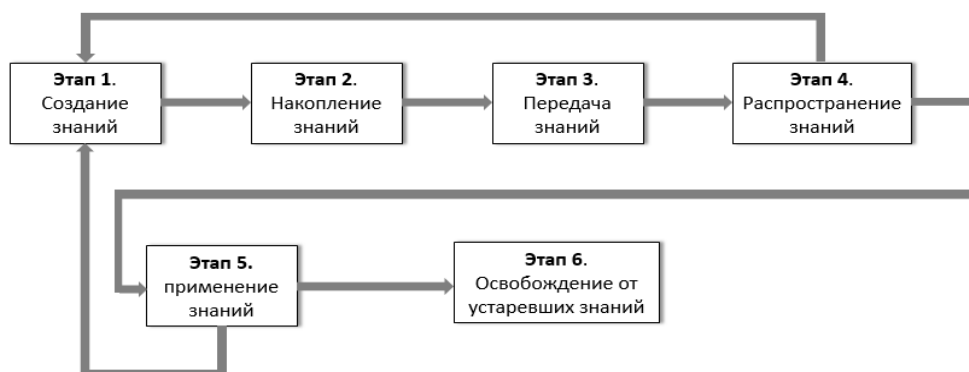 Этап 1.
Создание
знаний
Этап 2.
Накопление
знаний
Этап 3.
Передача
знаний
Этап 4.
Распространение
знаний
Этап 5.
применение
знаний
Этап 6.
Освобождение от
устаревших знаний